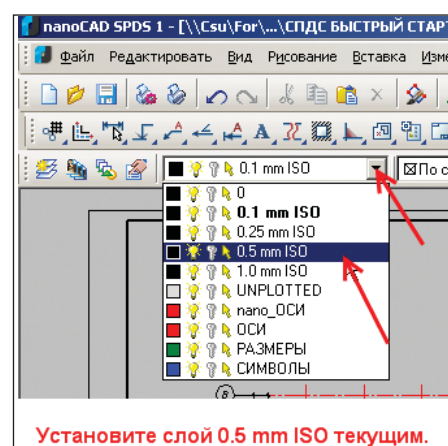 nanoCAD SPDS 1 - [\\Csu\For\...\СПДС БЫСТРЫЙ СТАРТ
Файл Редактировать Вид Рисование Вставка Изме
0.1 mm ISO
По с
0
0.1 mm ISO
0.25 mm ISO
0.5 mm ISO
1.0 mm ISO
UNPLOTTED
nano_ОСИ
ОСИ
РАЗМЕРЫ
СИМВОЛЫ
Установите слой 0.5 mm ISO текущим.